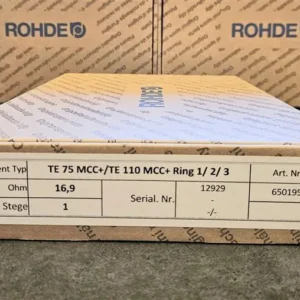 ROHDE
ROHDE
ROHDE
ent Typ TE 75 MCC+/TE 110 MCC+ Ring 1/ 2/ 3 Art. Nr
Ohm 16,9 Serial. Nr. 12929 650195
Stege 1 -
-/-